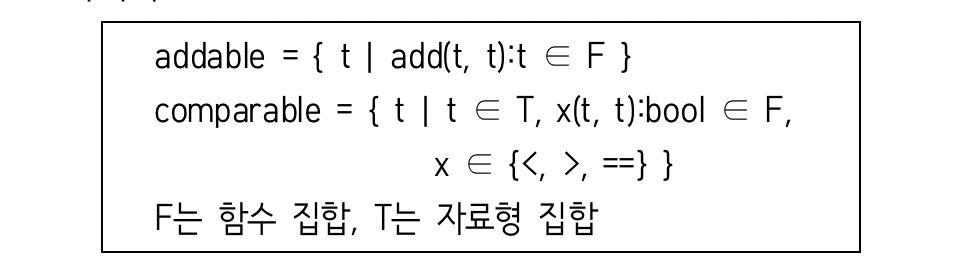 addable = { t | add(t, t):t ∈ F }
comparable = { t | t ∈ T, x(t, t):bool ∈ F,
x ∈ {<, >, ==} }
F는 함수 집합, T는 자료형 집합